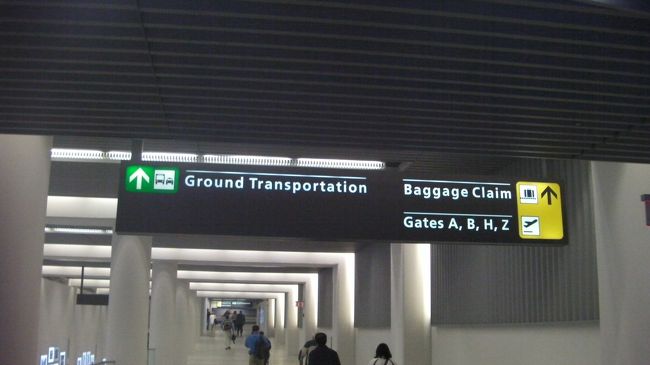 Ground Transportation
Baggage Claim
Gates A, B, H, Z